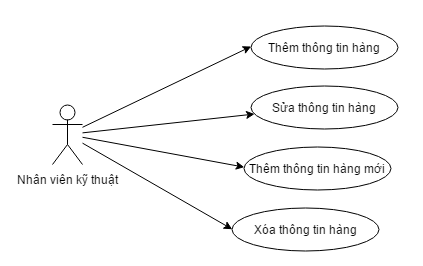 Thêm thông tin hàng
Sửa thông tin hàng
Thêm thông tin hàng mới
Nhân viên kỹ thuật
Xóa thông tin hàng